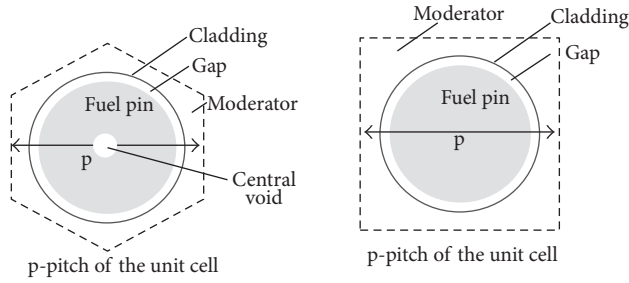 Cladding
Gap
Fuel pin
Moderator
p
Central
void
p-pitch of the unit cell
Moderator
Cladding
Gap
Fuel pin
p
p-pitch of the unit cell